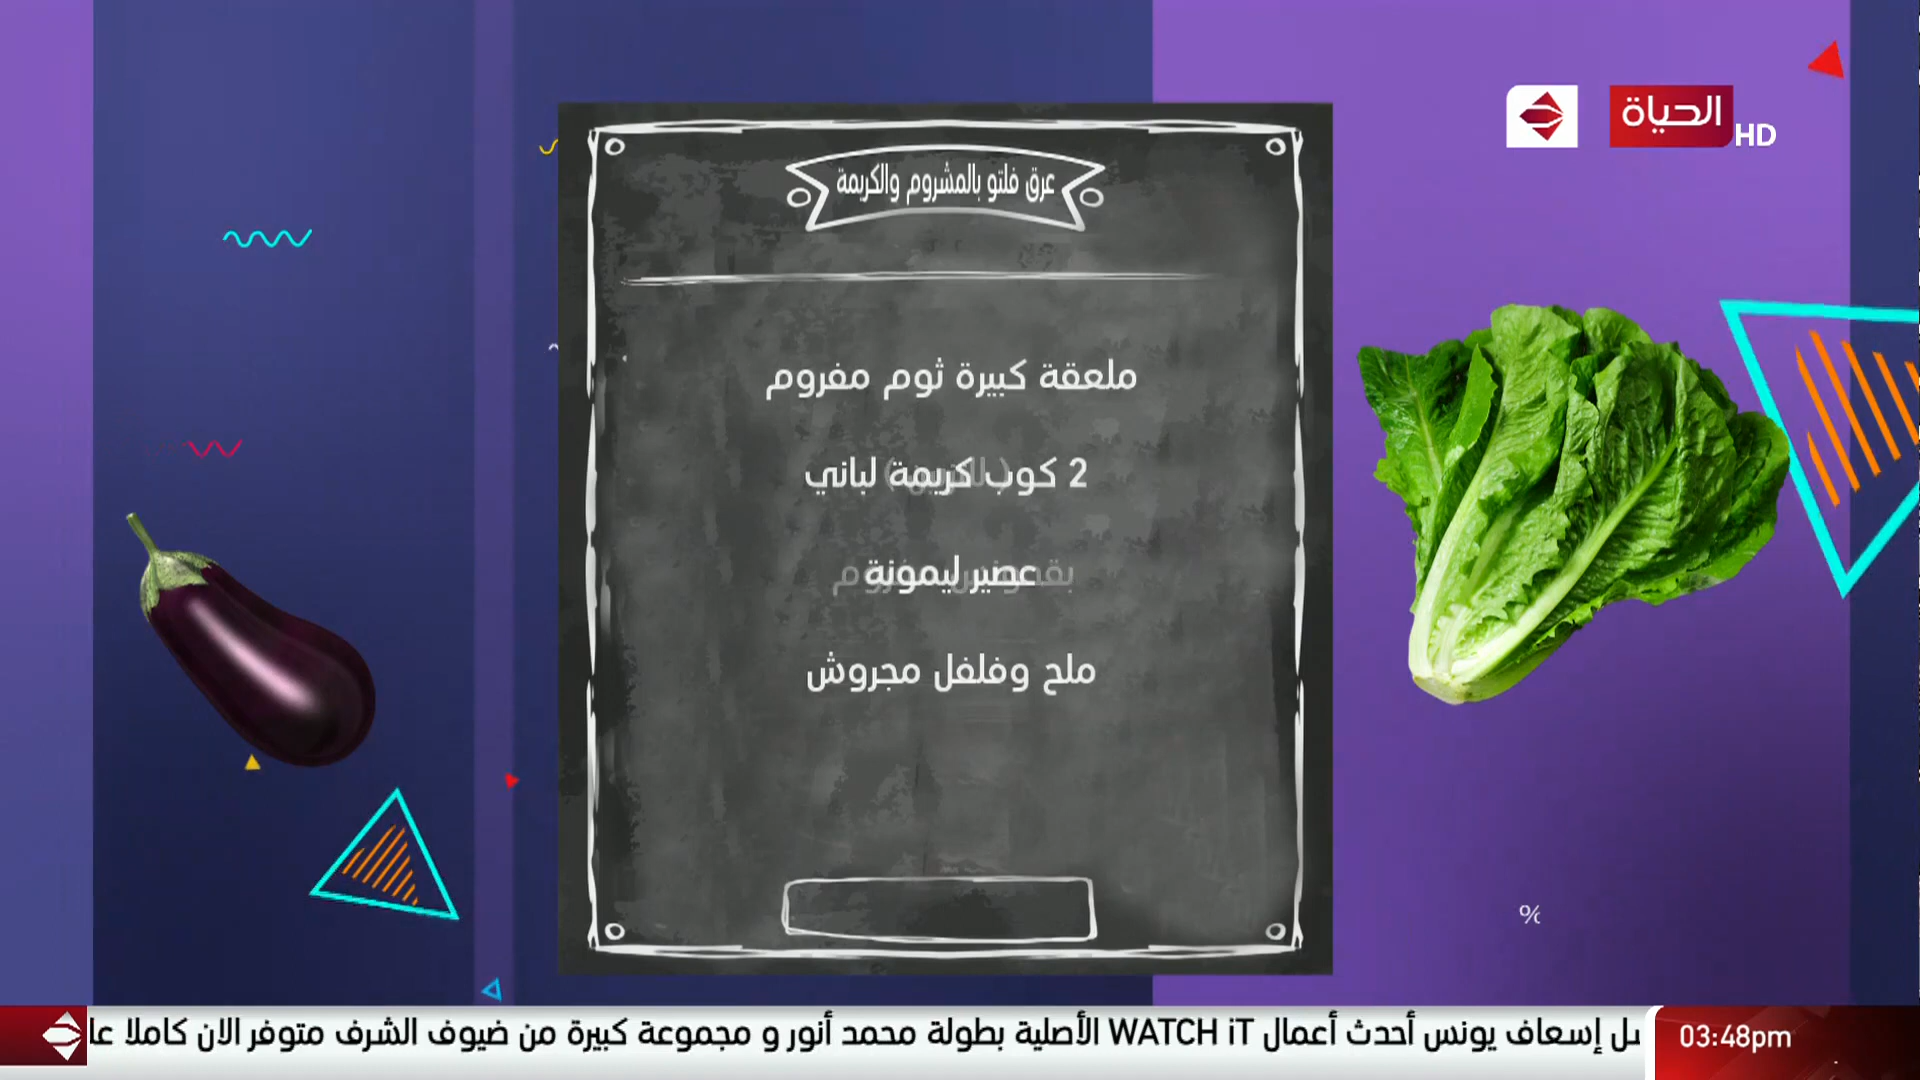 الحياة
HD
عرق فلتو بالمشروم والكريمة
ملعقة كبيرة ثوم مفروم
2 كوب كريمة لباني
عصير ليمونة
ملح وفلفل مجروش
%
إسعاف يونس أحدث أعمال WATCH iT الأصلية بطولة محمد أنور و مجموعة كبيرة من ضيوف الشرف متوفر الان كاملا
03:48pm